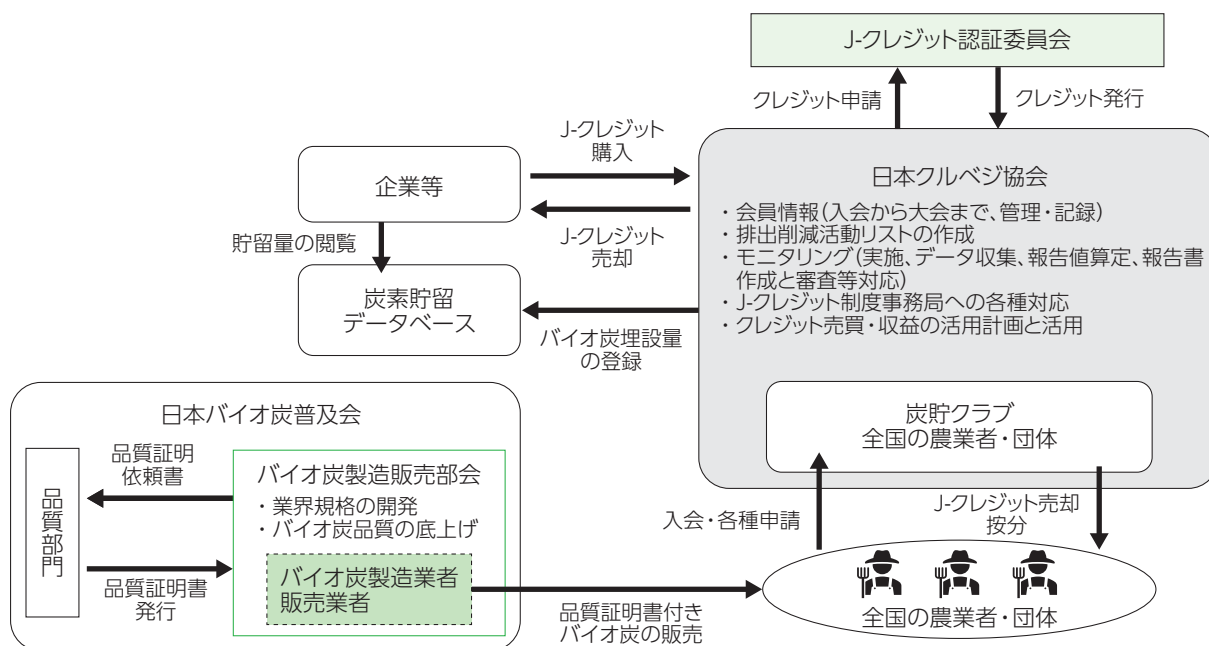 J-クレジット認証委員会
クレジット申請
クレジット発行
J-クレジット
購入
企業等
J-クレジット
売却
貯留量の閲覧
炭素貯留
データベース
バイオ炭埋設量
の登録
日本クルベジ協会
・会員情報(入会から大会まで、管理・記録)
・排出削減活動リストの作成
・モニタリング(実施、データ収集、報告値算定、報告書
作成と審査等対応)
・J-クレジット制度事務局への各種対応
・クレジット売買・収益の活用計画と活用
炭貯クラブ
全国の農業者・団体
入会・各種申請
J-クレジット売却
按分
全国の農業者・団体
日本バイオ炭普及会
品質部門
品質証明
依頼書
品質証明書
発行
バイオ炭製造販売部会
・業界規格の開発
・バイオ炭品質の底上げ
バイオ炭製造業者
販売業者
品質証明書付き
バイオ炭の販売